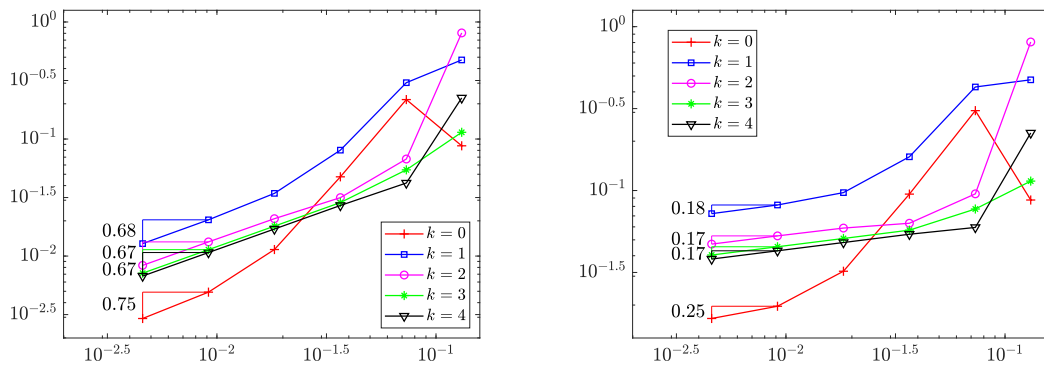 10^0
10^-0.5
10^-1
10^-1.5
10^-2
10^-2.5
0.68
0.67
0.67
0.75
k = 0
k = 1
k = 2
k = 3
k = 4
10^-2.5
10^-2
10^-1.5
10^-1
10^0
10^-0.5
10^-1
10^-1.5
k = 0
k = 1
k = 2
k = 3
k = 4
0.18
0.17
0.17
0.25
10^-2.5
10^-2
10^-1.5
10^-1